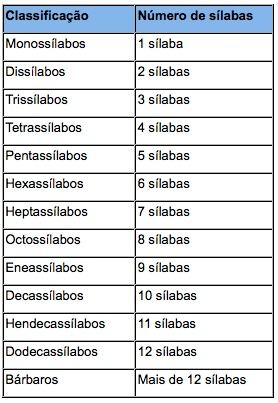 Classificação Número de sílabas
Monossílabos 1 sílaba
Dissílabos 2 sílabas
Trissílabos 3 sílabas
Tetrassílabos 4 sílabas
Pentassílabos 5 sílabas
Hexassílabos 6 sílabas
Heptassílabos 7 sílabas
Octossílabos 8 sílabas
Eneassílabos 9 sílabas
Decassílabos 10 sílabas
Hendecassílabos 11 sílabas
Dodecassílabos 12 sílabas
Bárbaros Mais de 12 sílabas